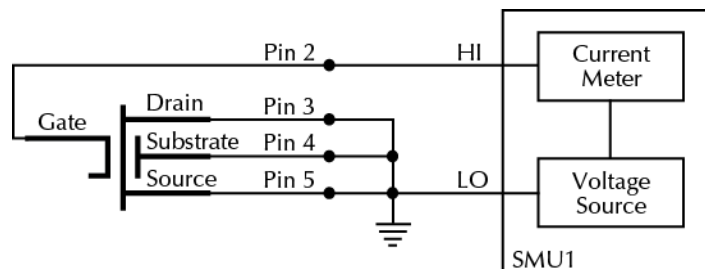 Pin 2
HI
Current
Meter
Drain
Pin 3
Gate
Substrate
Pin 4
Source
Pin 5
LO
Voltage
Source
SMU1